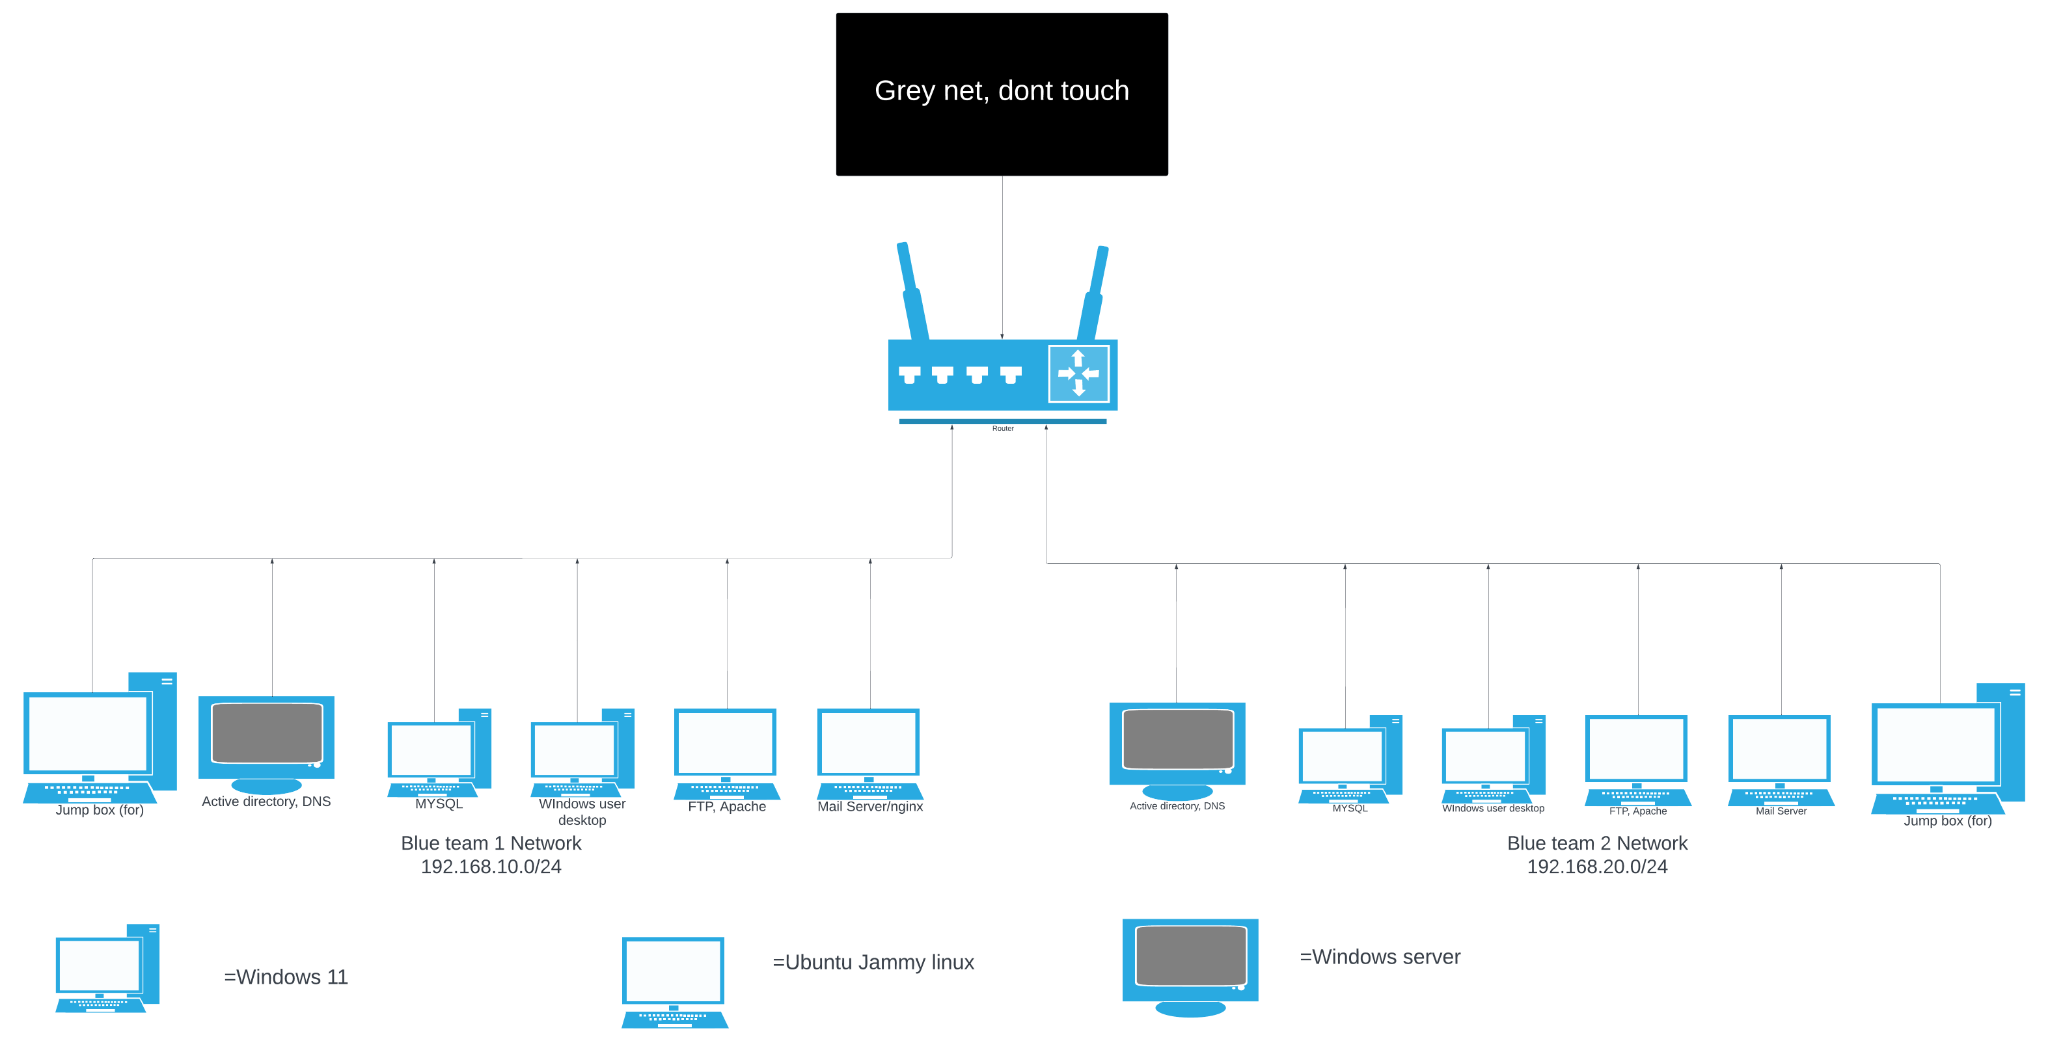 Grey net, dont touch
Router
Jump box (for)
Active directory, DNS
MYSQL
WIndows user
desktop
FTP, Apache
Mail Server/nginx
Active directory, DNS
MYSQL
WIndows user desktop
FTP, Apache
Mail Server
Jump box (for)
Blue team 1 Network
192.168.10.0/24
Blue team 2 Network
192.168.20.0/24
=Windows 11
=Ubuntu Jammy linux
=Windows server